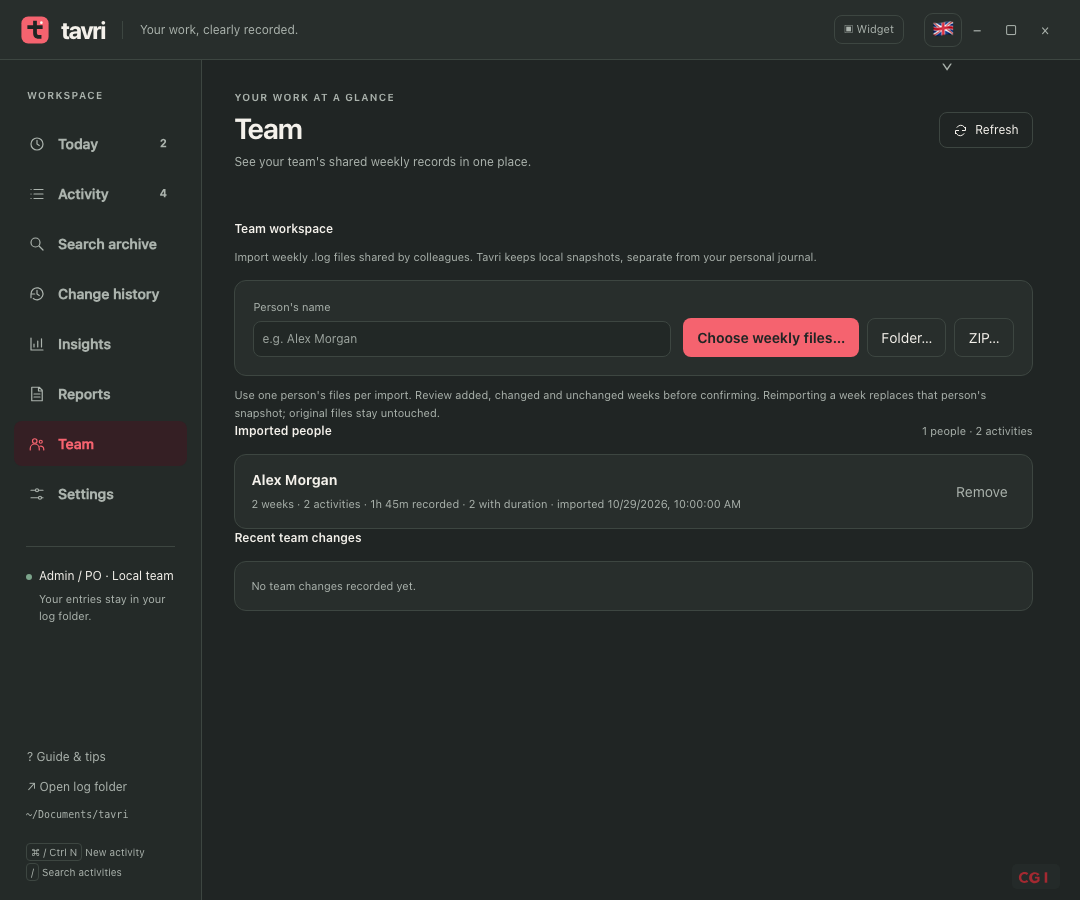 tavri
Your work, clearly recorded.
Widget
WORKSPACE
Today 2
Activity 4
Search archive
Change history
Insights
Reports
Team
Settings
Admin / PO · Local team
Your entries stay in your
log folder.
? Guide & tips
↗ Open log folder
~/Documents/tavri
⌘ / Ctrl N New activity
/ Search activities
YOUR WORK AT A GLANCE
Team
See your team's shared weekly records in one place.
Refresh
Team workspace
Import weekly .log files shared by colleagues. Tavri keeps local snapshots, separate from your personal journal.
Person's name
e.g. Alex Morgan
Choose weekly files...
Folder...
ZIP...
Use one person's files per import. Review added, changed and unchanged weeks before confirming. Reimporting a week replaces that person's
snapshot; original files stay untouched.
Imported people
1 people · 2 activities
Alex Morgan
2 weeks · 2 activities · 1h 45m recorded · 2 with duration · imported 10/29/2026, 10:00:00 AM
Remove
Recent team changes
No team changes recorded yet.
CGI